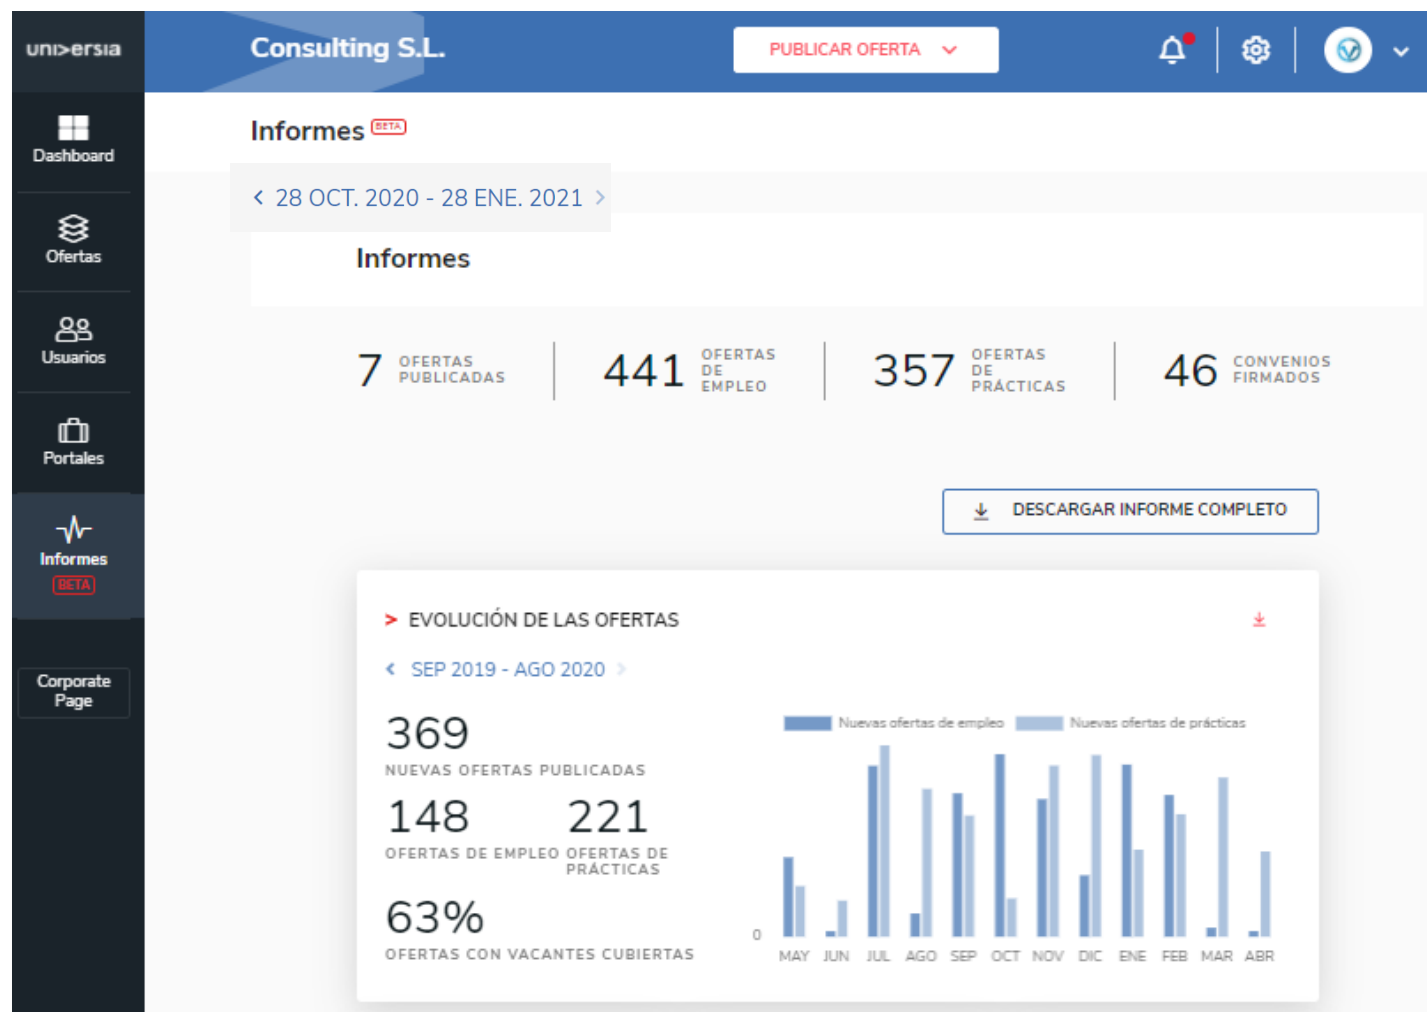 universia
Consulting S.L.
PUBLICAR OFERTA
Informes BETA
28 OCT. 2020 - 28 ENE. 2021
Dashboard
Ofertas
Usuarios
Portales
Informes
BETA
Corporate
Page
Informes
7 OFERTAS
PUBLICADAS
441 OFERTAS
DE
EMPLEO
357 OFERTAS
DE
PRÁCTICAS
46 CONVENIOS
FIRMADOS
DESCARGAR INFORME COMPLETO
> EVOLUCIÓN DE LAS OFERTAS
SEP 2019 - AGO 2020
369
NUEVAS OFERTAS PUBLICADAS
148
OFERTAS DE EMPLEO
221
OFERTAS DE
PRÁCTICAS
63%
OFERTAS CON VACANTES CUBIERTAS
Nuevas ofertas de empleo Nuevas ofertas de prácticas
0
MAY JUN JUL AGO SEP OCT NOV DIC ENE FEB MAR ABR